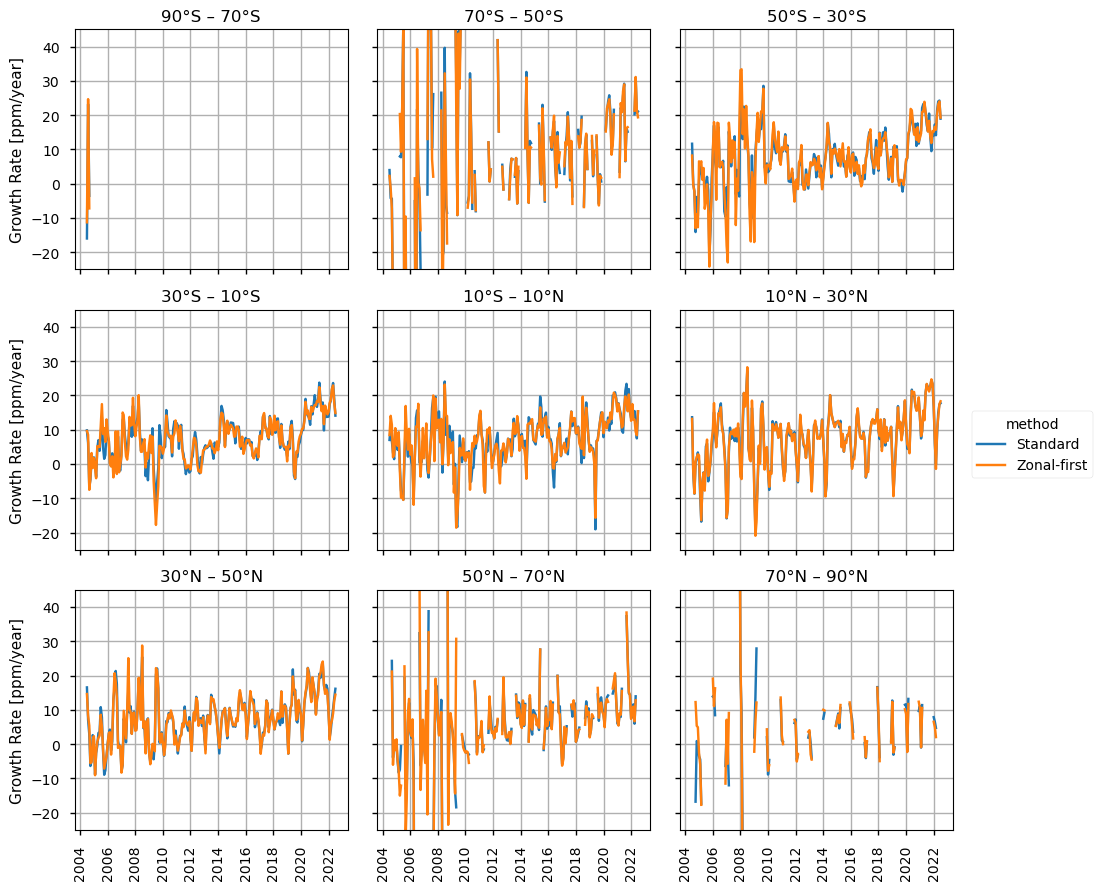 90°S – 70°S
70°S – 50°S
50°S – 30°S
Growth Rate [ppm/year]
40
30
20
10
0
−10
−20
30°S – 10°S
10°S – 10°N
10°N – 30°N
Growth Rate [ppm/year]
40
30
20
10
0
−10
−20
method
Standard
Zonal-first
30°N – 50°N
50°N – 70°N
70°N – 90°N
Growth Rate [ppm/year]
40
30
20
10
0
−10
−20
2004 2006 2008 2010 2012 2014 2016 2018 2020 2022
2004 2006 2008 2010 2012 2014 2016 2018 2020 2022
2004 2006 2008 2010 2012 2014 2016 2018 2020 2022